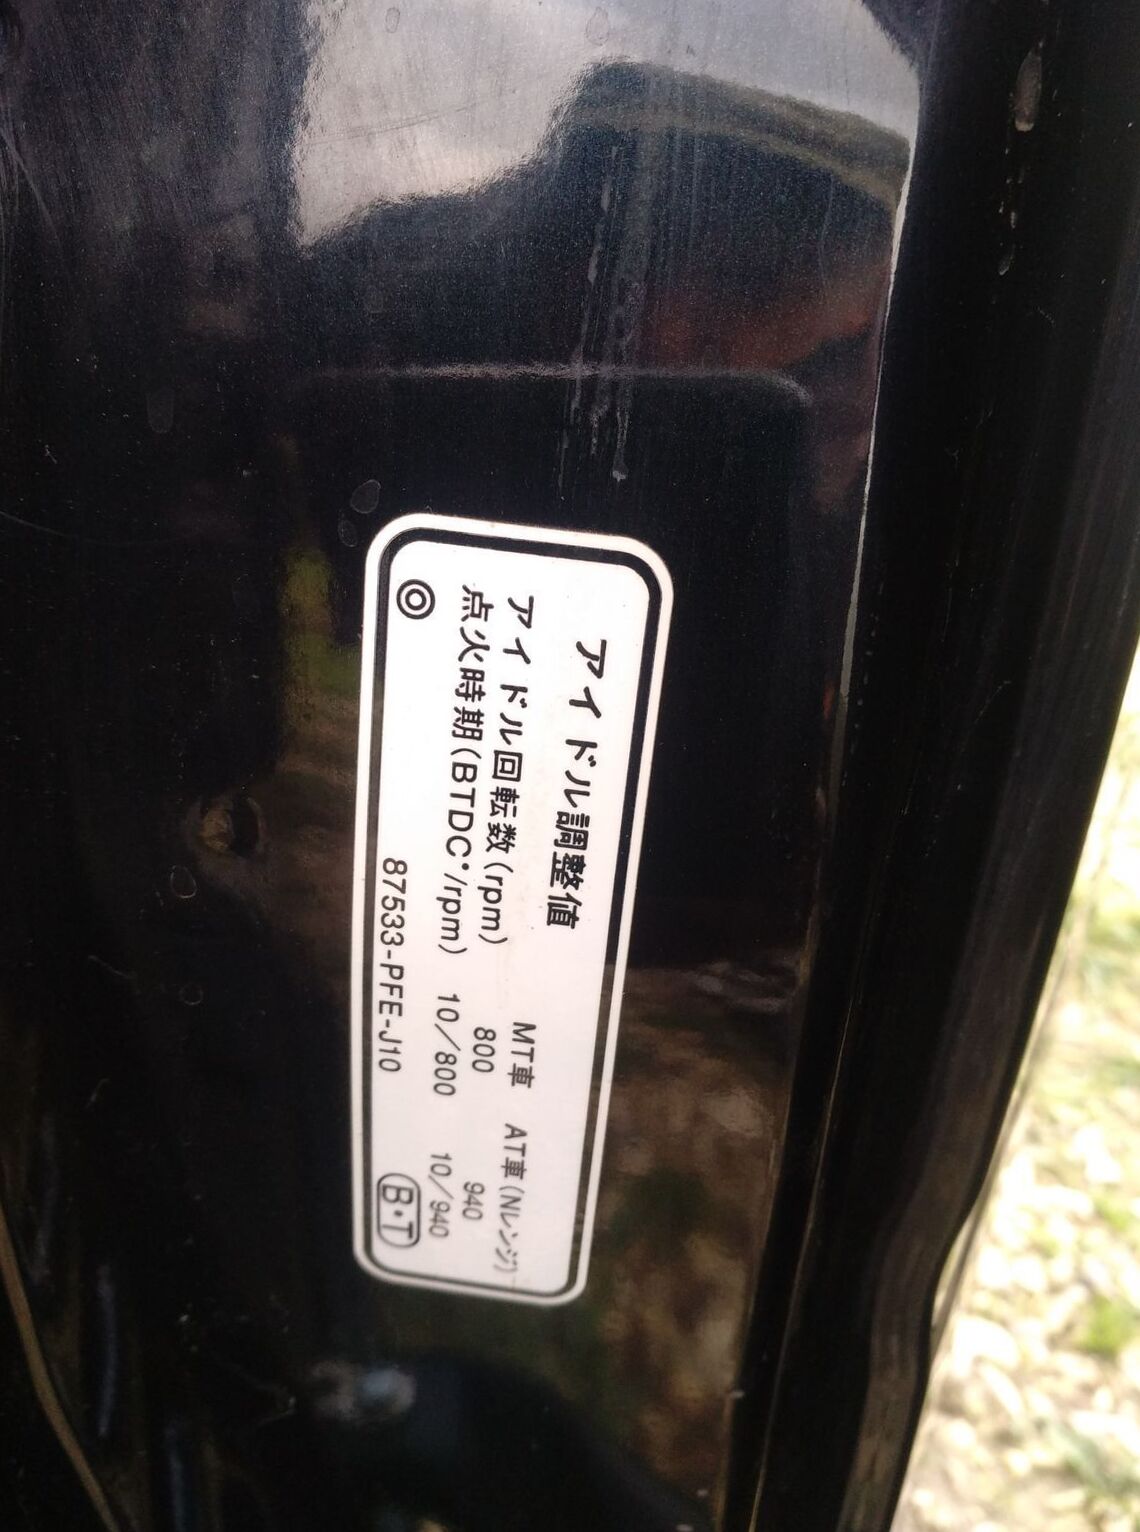 アイドル調整値
MT車 AT車(Nレンジ)
アイドル回転数(rpm) 800 940
点火時期(BTDC°/rpm) 10/800 10/940
◎ 87533-PFE-J10 B・T